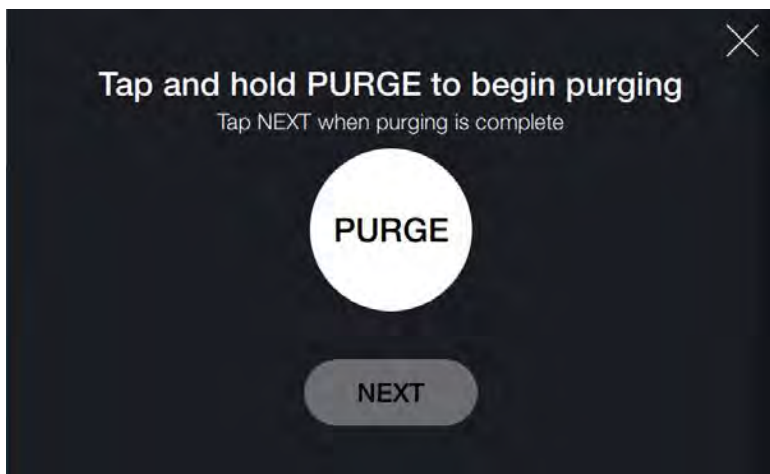 Tap and hold PURGE to begin purging
Tap NEXT when purging is complete
PURGE
NEXT